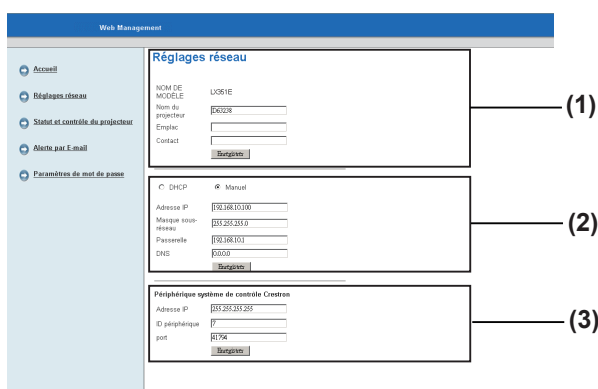 Web Management
Accueil
Réglages réseau
Statut et contrôle du projecteur
Alerte par E-mail
Paramètres de mot de passe
Réglages réseau
NOM DE MODÈLE LX351E
Nom du projecteur D63238
Emplac
Contact
Enregistrer
(1)
DHCP Manuel
Adresse IP 192.168.10.100
Masque sous-réseau 255.255.255.0
Passerelle 192.168.10.1
DNS 0.0.0.0
Enregistrer
(2)
Périphérique système de contrôle Crestron
Adresse IP 255.255.255.255
ID périphérique 7
port 41794
Enregistrer
(3)